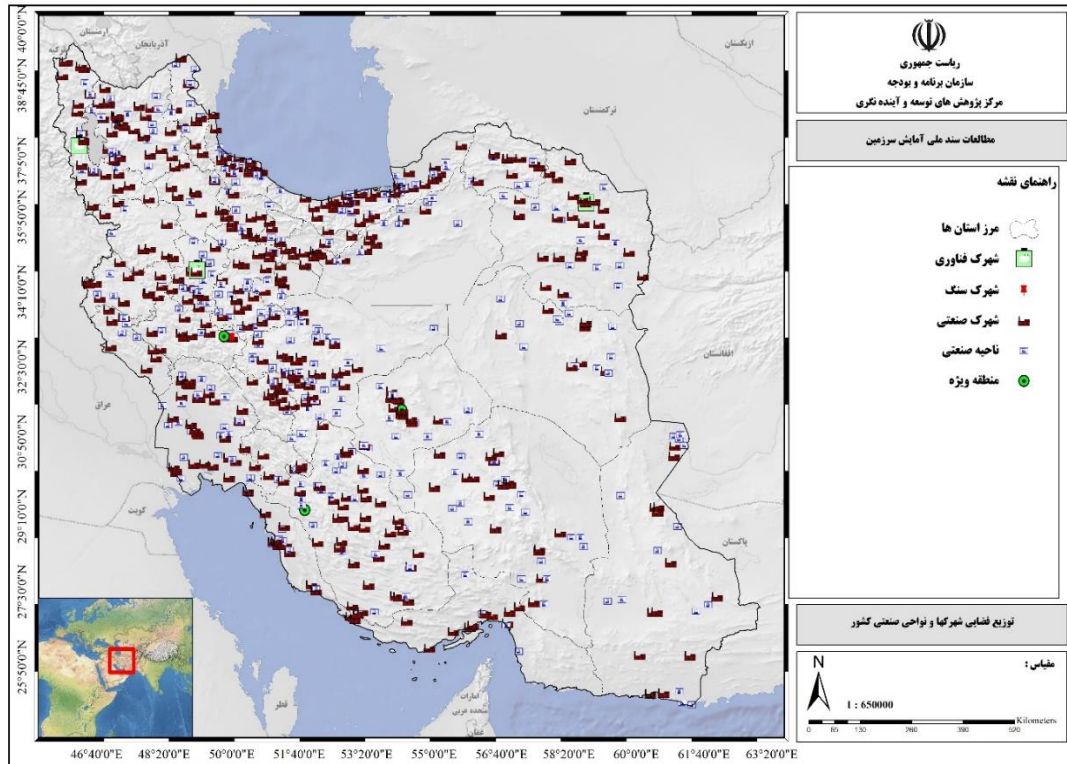 ریاست جمهوری
سازمان برنامه و بودجه
مرکز پژوهش های توسعه و آینده نگری
مطالعات سند ملی آمایش سرزمین
راهنمای نقشه
مرز استان ها
شهرک فناوری
شهرک سنگ
شهرک صنعتی
ناحیه صنعتی
منطقه ویژه
توزیع فضایی شهرکها و نواحی صنعتی کشور
مقیاس :
N
1 : 650000
Kilometers
0 65 130 260 390 520
ارمنستان
آذربایجان
ترکیه
ازبکستان
ترکمنستان
افغانستان
پاکستان
عراق
کویت
قطر
امارات
متحده عربی
عمان
40°0'0"N
38°45'0"N
37°5'0"N
35°50'0"N
34°10'0"N
32°30'0"N
30°50'0"N
29°10'0"N
27°30'0"N
25°50'0"N
46°40'0"E 48°20'0"E 50°0'0"E 51°40'0"E 53°20'0"E 55°0'0"E 56°40'0"E 58°20'0"E 60°0'0"E 61°40'0"E 63°20'0"E